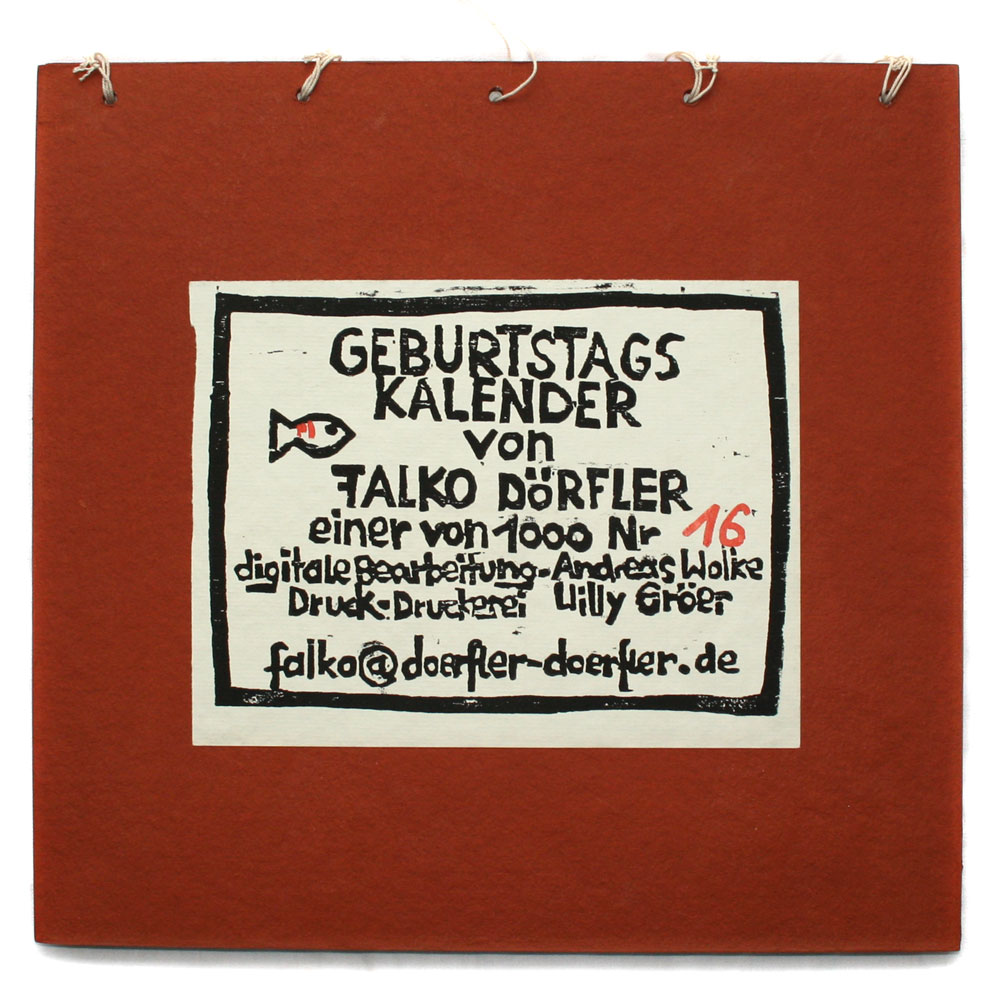 GEBURTSTAGS
KALENDER
von
FALKO DÖRFLER
einer von 1000 Nr 16
digitale Bearbeitung-Andreas Wolke
Druck-Druckerei Willy Gröer
falko@doerfler-doerfler.de